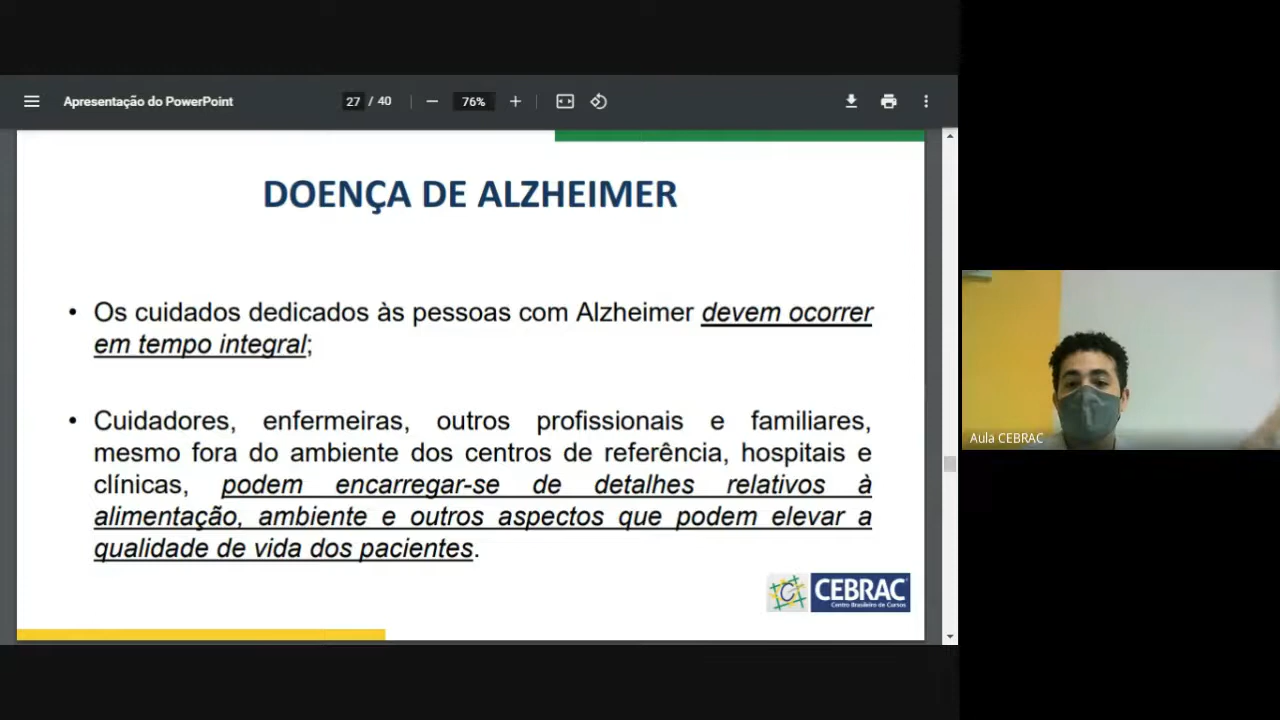 Apresentação do PowerPoint
27 / 40
76%
DOENÇA DE ALZHEIMER
• Os cuidados dedicados às pessoas com Alzheimer devem ocorrer
em tempo integral;
• Cuidadores, enfermeiras, outros profissionais e familiares,
mesmo fora do ambiente dos centros de referência, hospitais e
clínicas, podem encarregar-se de detalhes relativos à
alimentação, ambiente e outros aspectos que podem elevar a
qualidade de vida dos pacientes.
C CEBRAC
Centro Brasileiro de Cursos
Aula CEBRAC